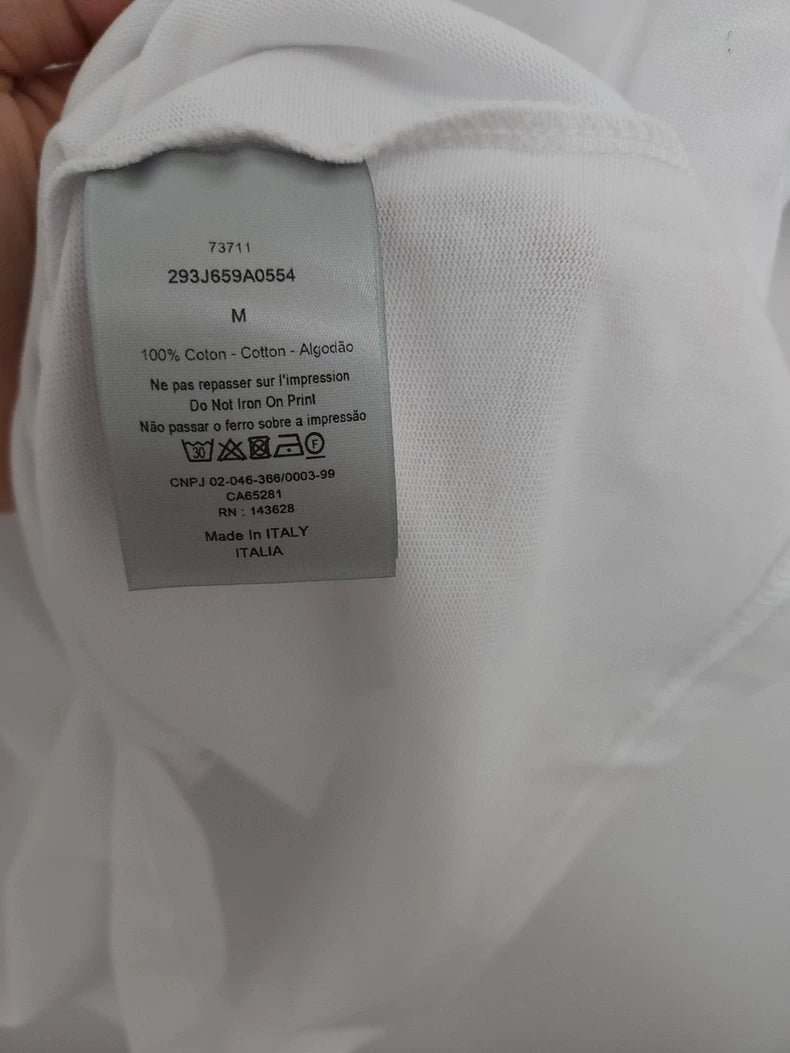 73711
293J659A0554
M
100% Coton - Cotton - Algodão
Ne pas repasser sur l'impression
Do Not Iron On Print
Não passar o ferro sobre a impressão
30 F
CNPJ 02-046-366/0003-99
CA65281
RN : 143628
Made In ITALY
ITALIA